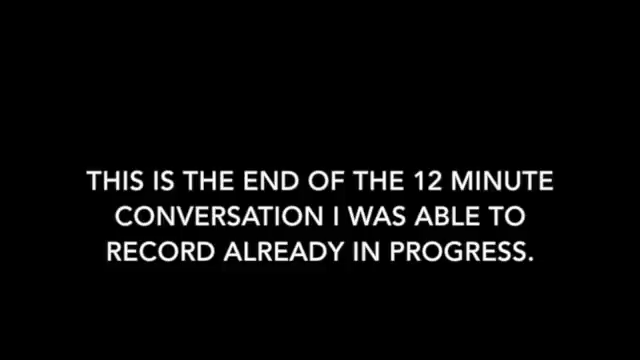 THIS IS THE END OF THE 12 MINUTE
CONVERSATION I WAS ABLE TO
RECORD ALREADY IN PROGRESS.